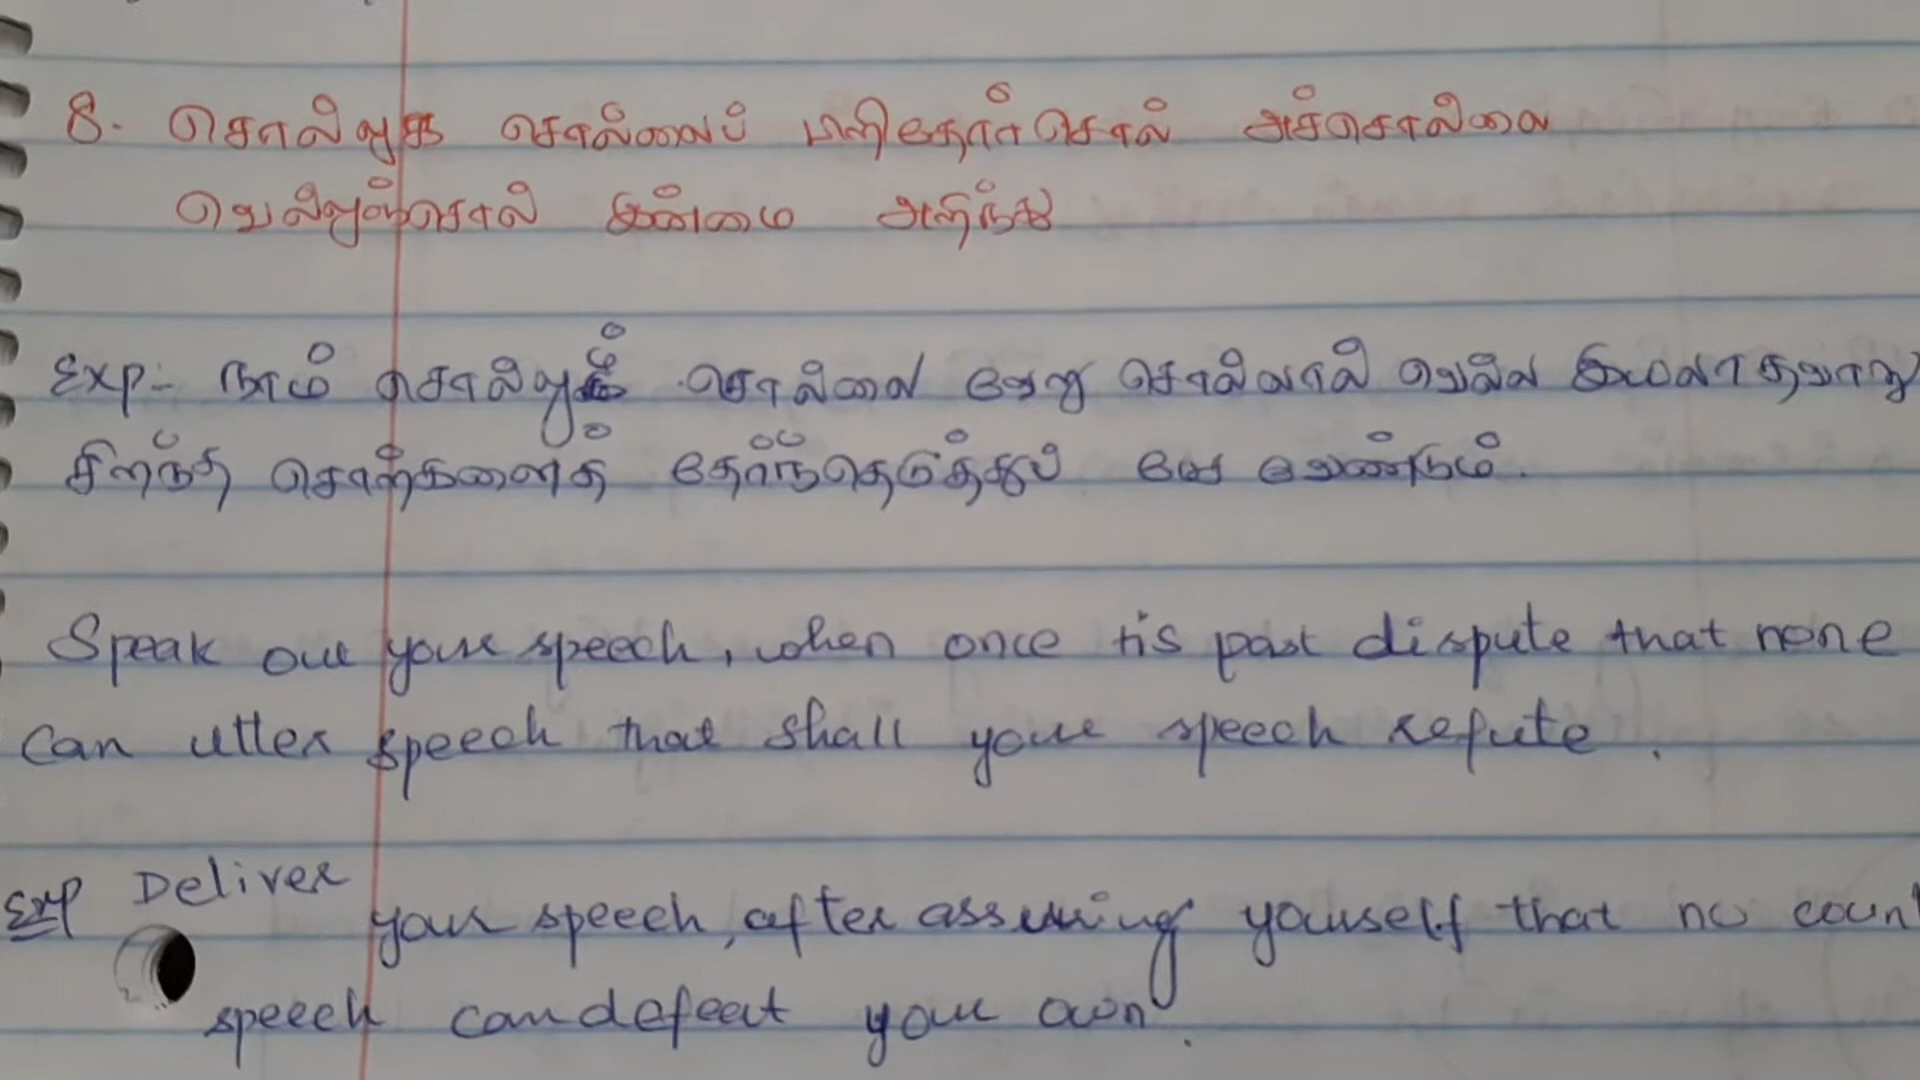 8. சொல்லுக சொல்லைப் பிறிதோர்சொல் அச்சொல்லை
வெல்லுஞ்சொல் இன்மை அறிந்து
Exp:- நாம் சொல்லும் சொல்லை வேறு சொல்லால் வெல்ல இயலாதவாறு
சிறந்த சொற்களைத் தேர்ந்தெடுத்துப் பேச வேண்டும்.
Speak out your speech, when once tis past dispute that none
can utter speech that shall your speech refute.
Exp Deliver your speech, after assuring yourself that no coun
speech can defeat your own.